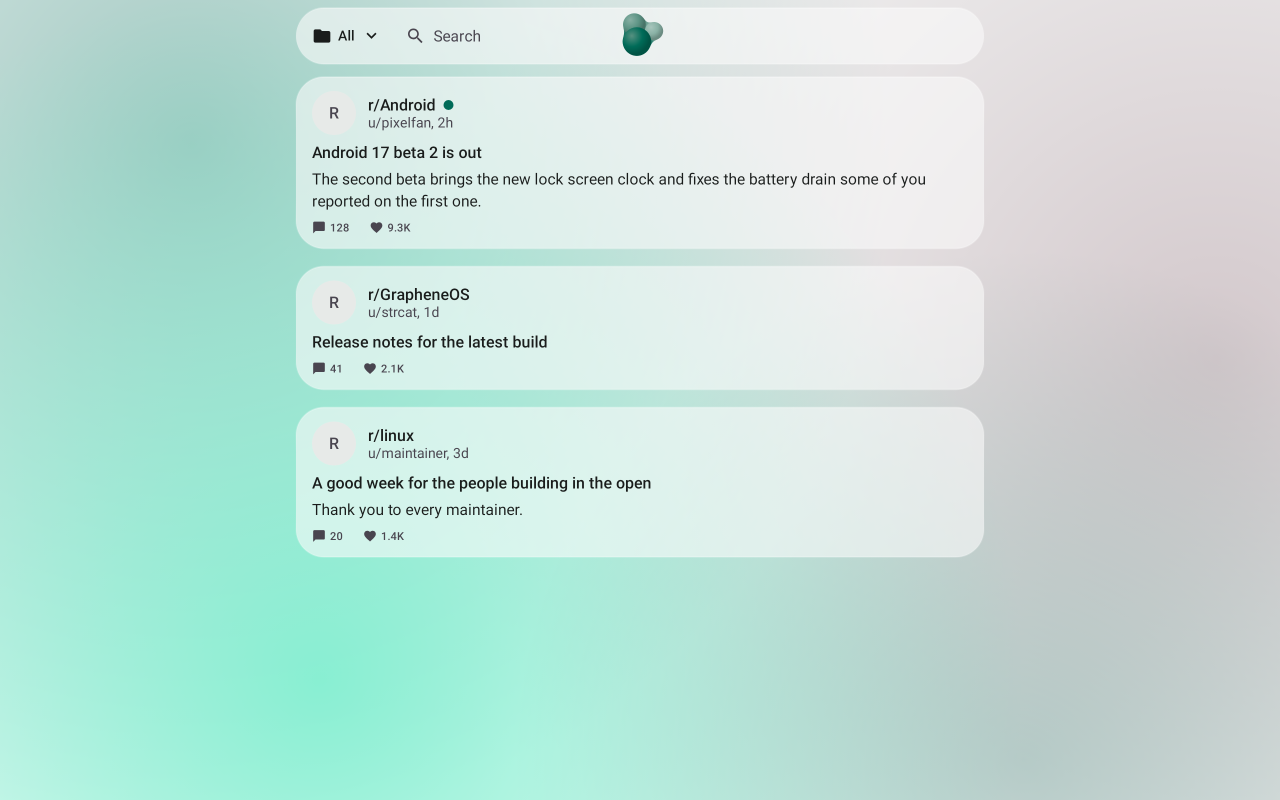 All
Search
R
r/Android
u/pixelfan, 2h
Android 17 beta 2 is out
The second beta brings the new lock screen clock and fixes the battery drain some of you
reported on the first one.
128 9.3K
R
r/GrapheneOS
u/strcat, 1d
Release notes for the latest build
41 2.1K
R
r/linux
u/maintainer, 3d
A good week for the people building in the open
Thank you to every maintainer.
20 1.4K